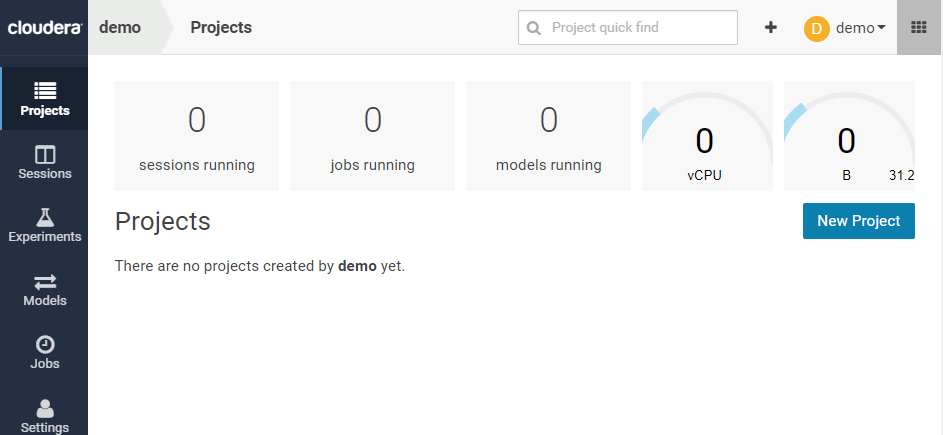 cloudera
demo
Projects
Project quick find
D
demo
Projects
Sessions
Experiments
Models
Jobs
Settings
0
sessions running
0
jobs running
0
models running
0
vCPU
0
B
31.2
Projects
New Project
There are no projects created by demo yet.